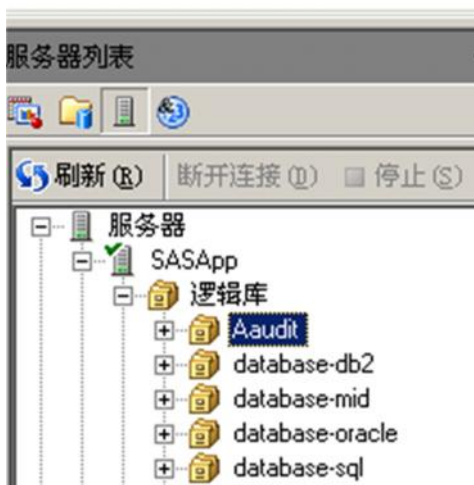 服务器列表
刷新(R) 断开连接(D) 停止(S)
服务器
SASApp
逻辑库
Aaudit
database-db2
database-mid
database-oracle
database-sql